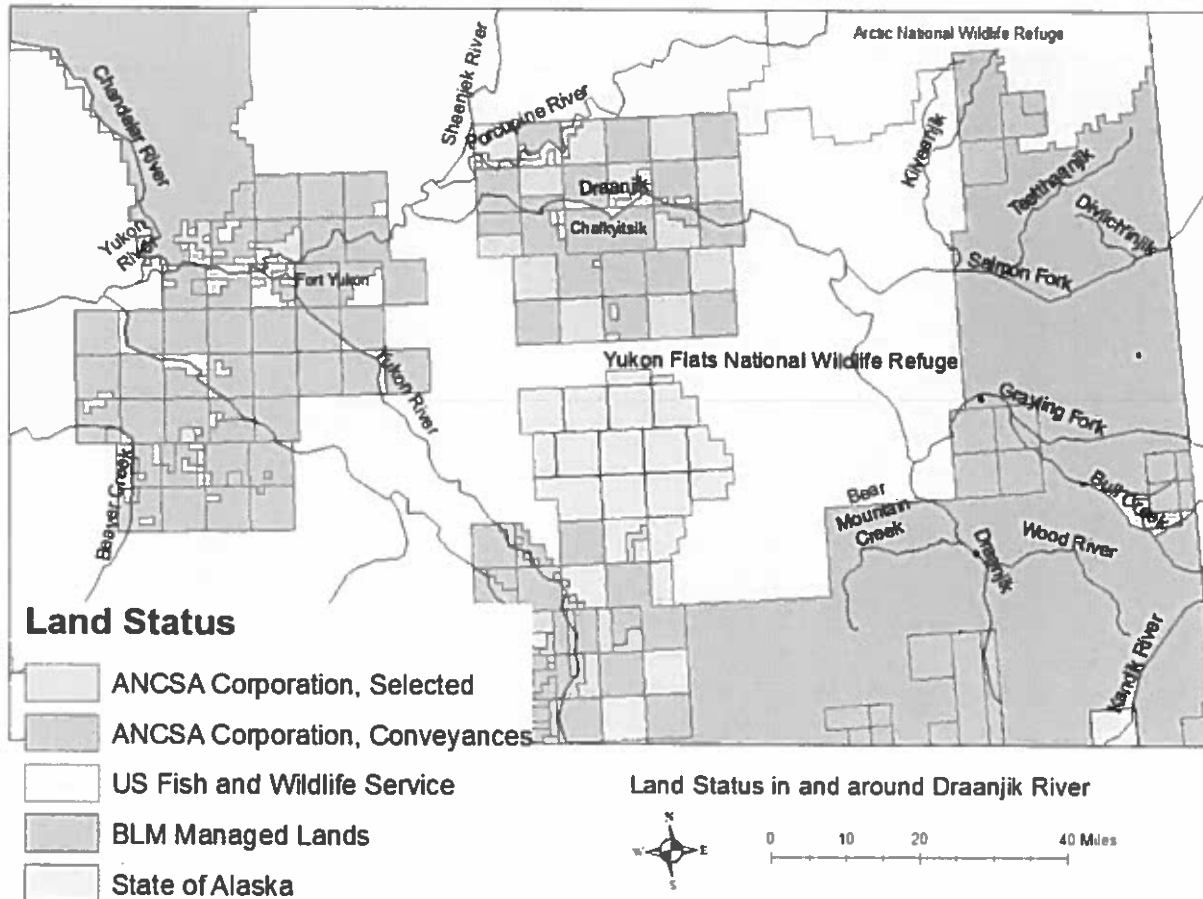 Arctic National Wildlife Refuge
Sheenjek River
Chandalar River
Porcupine River
Kiiveenjik
Draanjik
Teetthaanjik
Divlichinjik
Chalkyitsik
Yukon
River
Salmon Fork
Fort Yukon
Yukon Flats National Wildlife Refuge
Yukon River
Grayling Fork
Beaver Creek
Bull Creek
Bear
Mountain
Creek
Wood River
Draanjik
Kandik River
Land Status
ANCSA Corporation, Selected
ANCSA Corporation, Conveyances
US Fish and Wildlife Service
BLM Managed Lands
State of Alaska
Land Status in and around Draanjik River
N
W
E
S
0 10 20 40 Miles